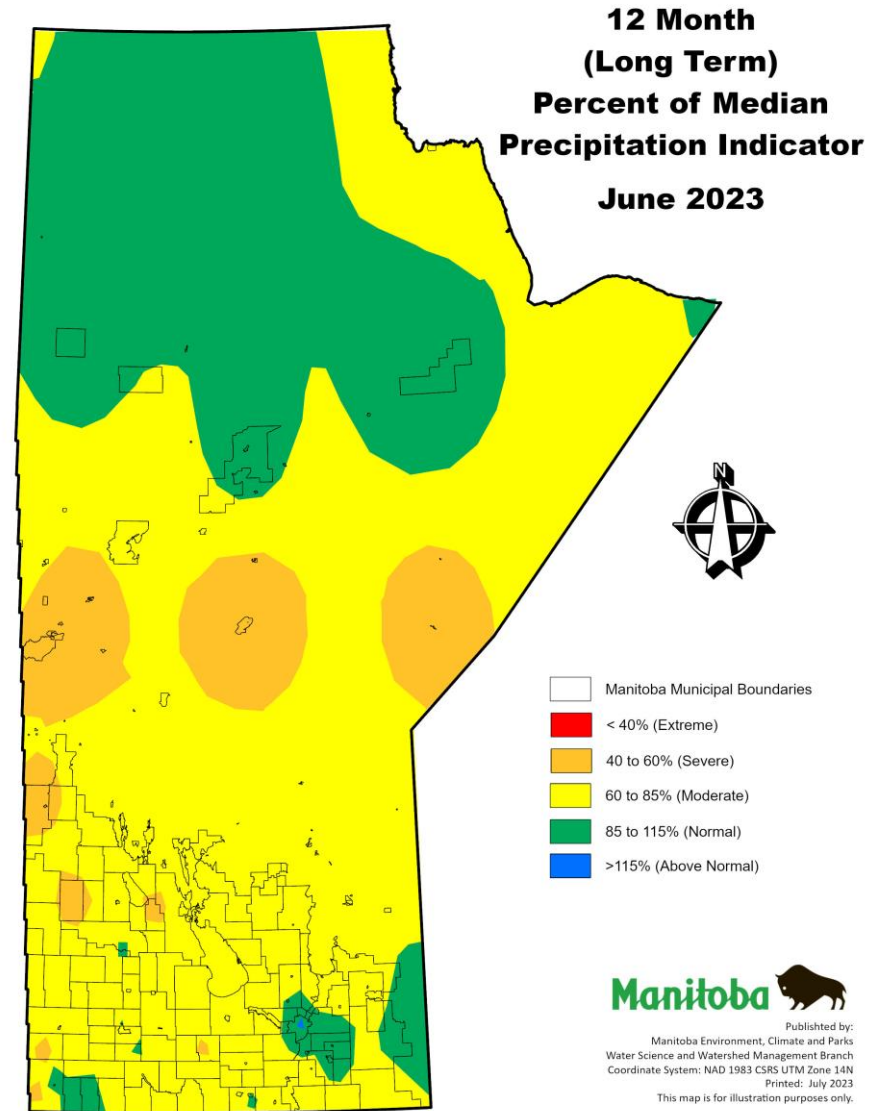 12 Month
(Long Term)
Percent of Median
Precipitation Indicator
June 2023
N
Manitoba Municipal Boundaries
< 40% (Extreme)
40 to 60% (Severe)
60 to 85% (Moderate)
85 to 115% (Normal)
>115% (Above Normal)
Manitoba
Publishted by:
Manitoba Environment, Climate and Parks
Water Science and Watershed Management Branch
Coordinate System: NAD 1983 CSRS UTM Zone 14N
Printed: July 2023
This map is for illustration purposes only.